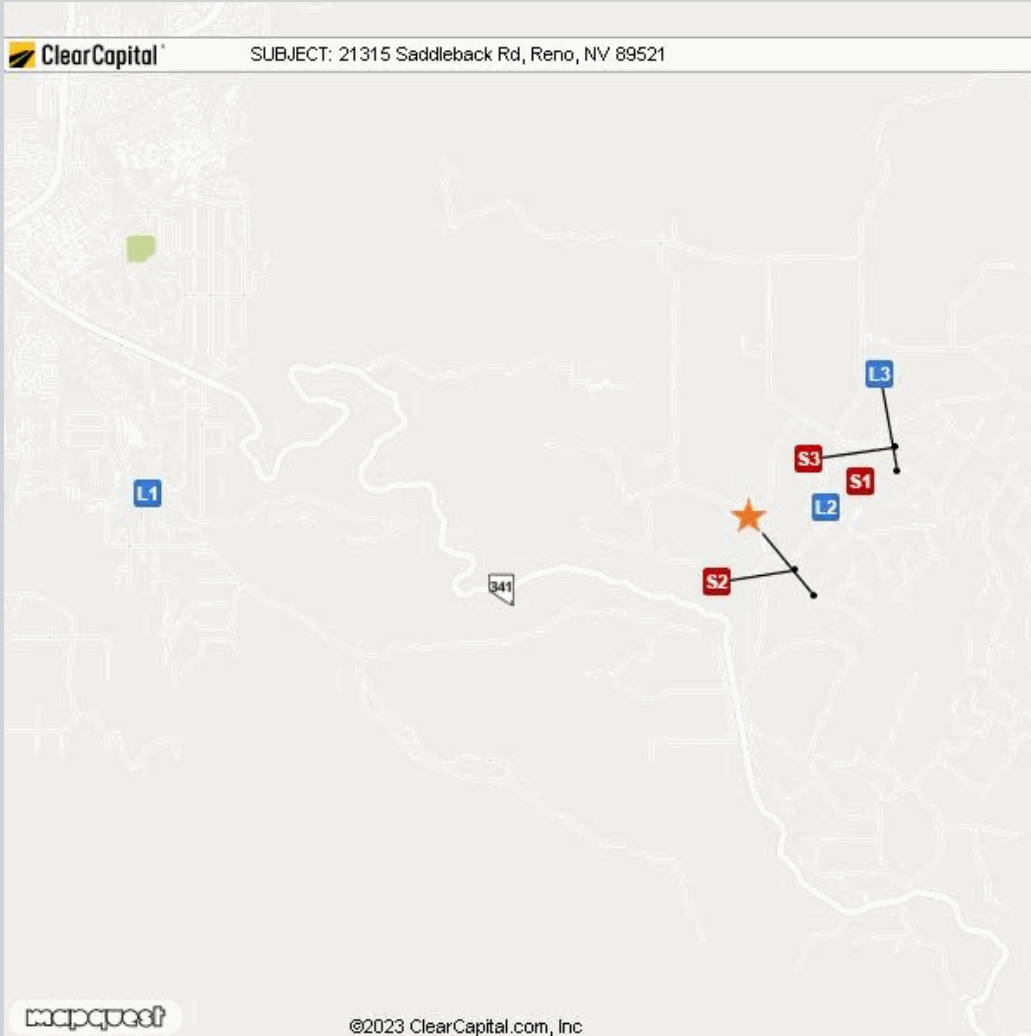 ClearCapital SUBJECT: 21315 Saddleback Rd, Reno, NV 89521
L3
S3
S1
L1
L2
S2
341
mapquest
©2023 ClearCapital.com, Inc